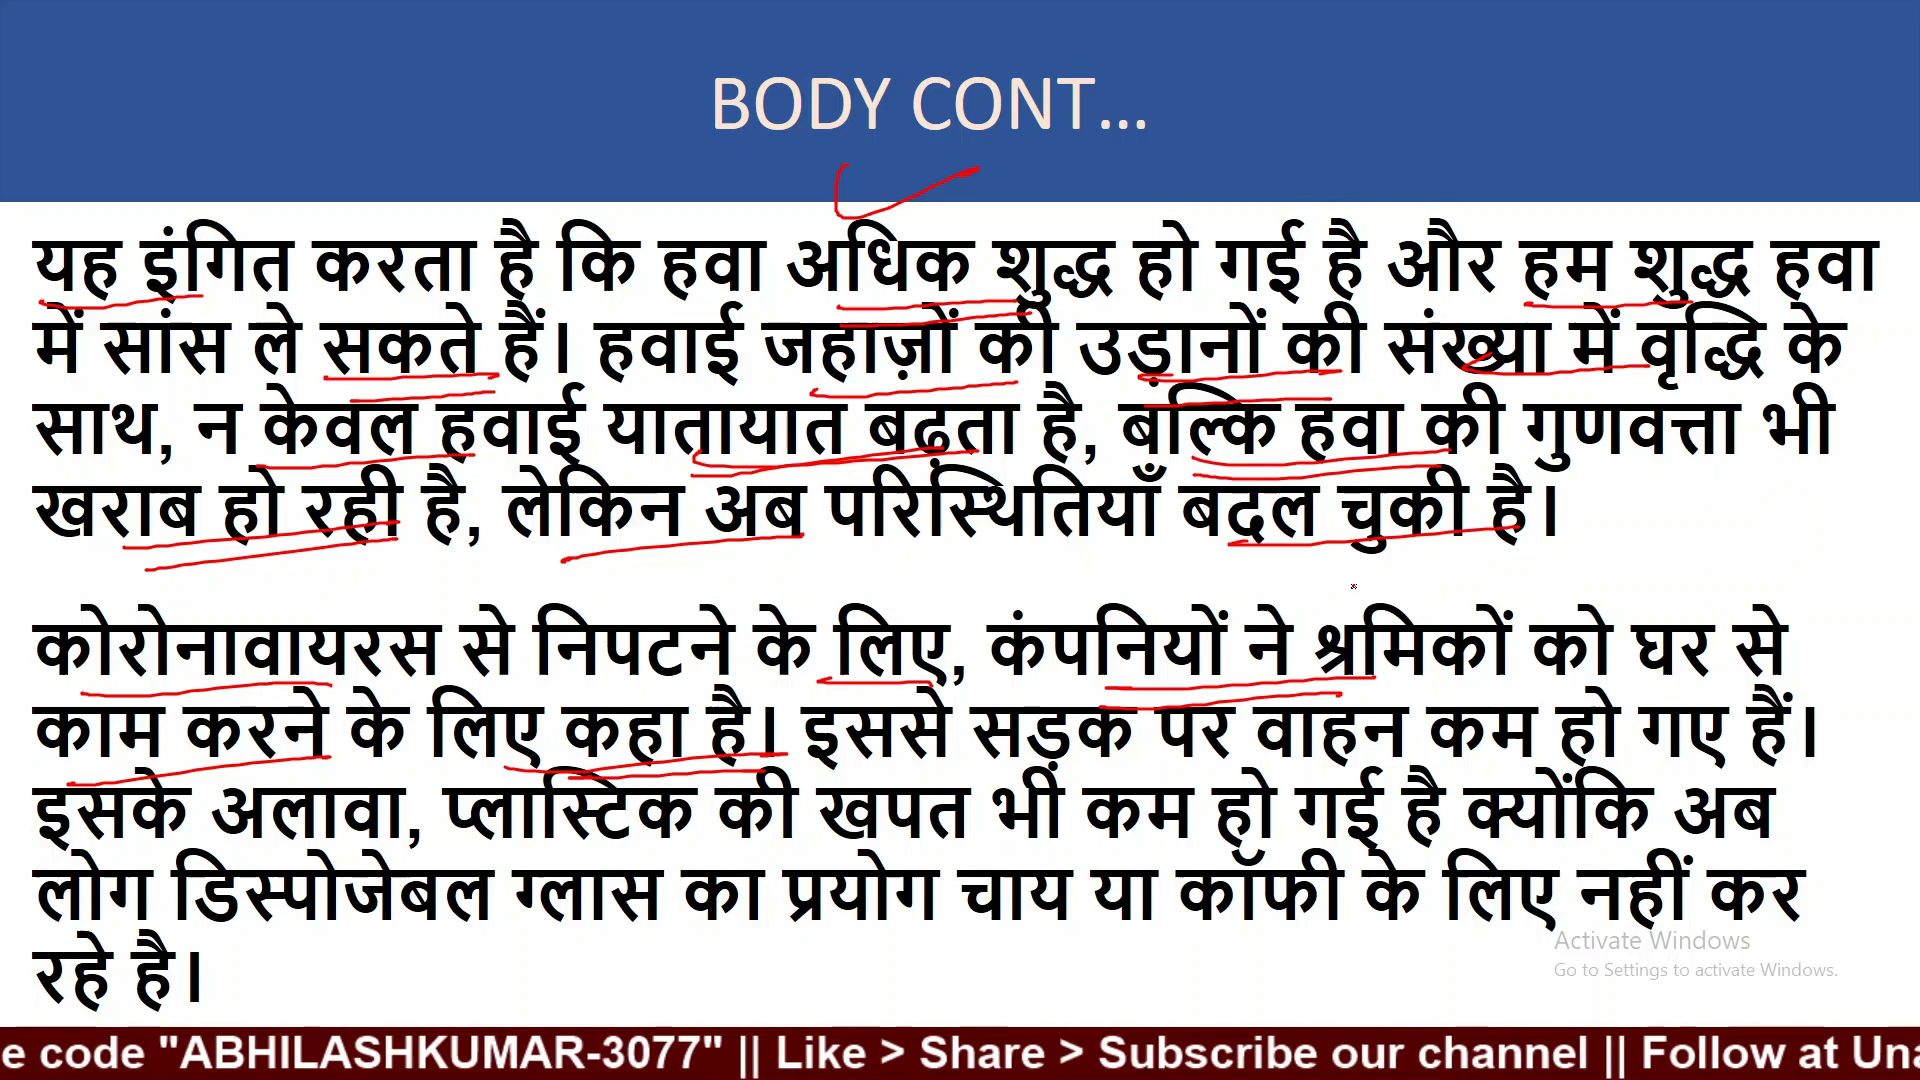 BODY CONT...
यह इंगित करता है कि हवा अधिक शुद्ध हो गई है और हम शुद्ध हवा
में सांस ले सकते हैं। हवाई जहाज़ों की उड़ानों की संख्या में वृद्धि के
साथ, न केवल हवाई यातायात बढ़ता है, बल्कि हवा की गुणवत्ता भी
खराब हो रही है, लेकिन अब परिस्थितियाँ बदल चुकी है।
कोरोनावायरस से निपटने के लिए, कंपनियों ने श्रमिकों को घर से
काम करने के लिए कहा है। इससे सड़क पर वाहन कम हो गए हैं।
इसके अलावा, प्लास्टिक की खपत भी कम हो गई है क्योंकि अब
लोग डिस्पोजेबल ग्लास का प्रयोग चाय या कॉफी के लिए नहीं कर
रहे है।
Activate Windows
Go to Settings to activate Windows.
e code "ABHILASHKUMAR-3077" || Like > Share > Subscribe our channel || Follow at Una